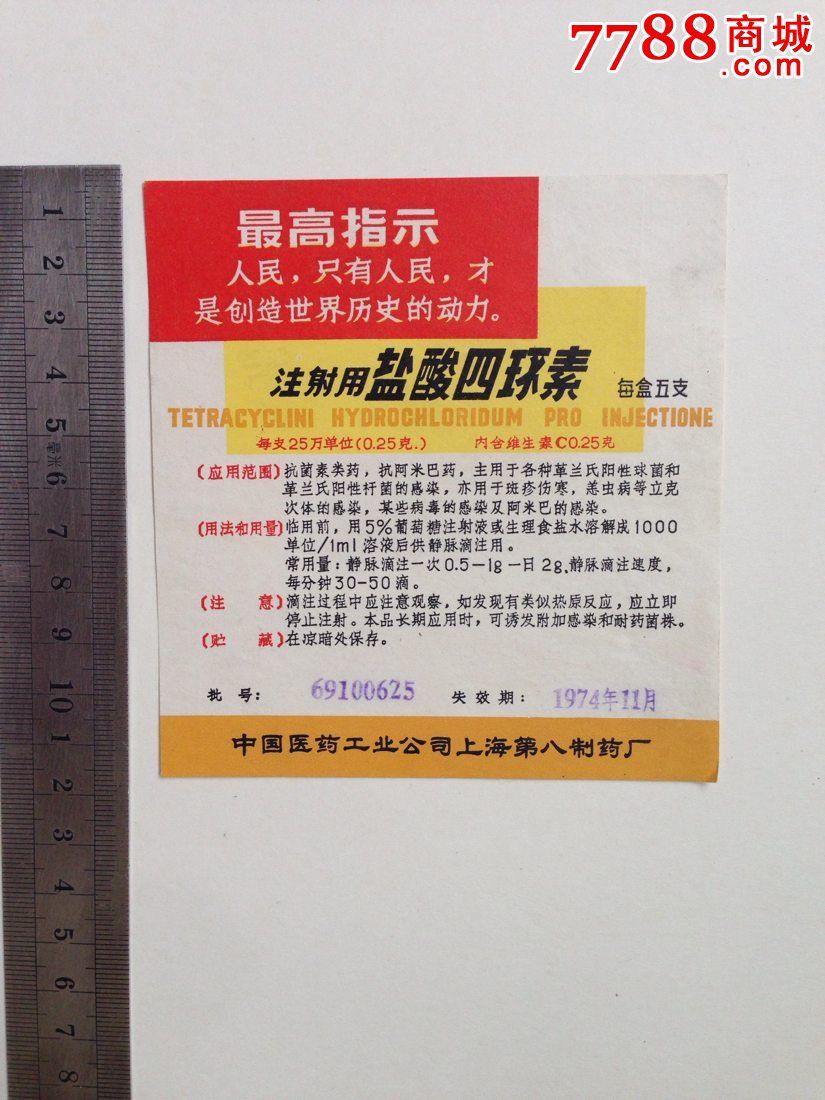 7788商城
.com
最高指示
人民，只有人民，才
是创造世界历史的动力。
注射用盐酸四环素 每盒五支
TETRACYCLINI HYDROCHLORIDUM PRO INJECTIONE
每支25万单位(0.25克.) 内含维生素C0.25克
(应用范围)抗菌素类药，抗阿米巴药，主用于各种革兰氏阳性球菌和
革兰氏阳性杆菌的感染，亦用于斑疹伤寒，恙虫病等立克
次体的感染，某些病毒的感染及阿米巴的感染。
(用法和用量)临用前，用5%葡萄糖注射液或生理食盐水溶解成1000
单位/1ml溶液后供静脉滴注用。
常用量：静脉滴注一次0.5-1g一日2g、静脉滴注速度，
每分钟30-50滴。
(注 意)滴注过程中应注意观察，如发现有类似热原反应，应立即
停止注射。本品长期应用时，可诱发附加感染和耐药菌株。
(贮 藏)在凉暗处保存。
批号： 69100625 失效期： 1974年11月
中国医药工业公司上海第八制药厂
1
2
3
4
5
毫米
6
7
8
9
10
1
2
3
4
5
6
7
8